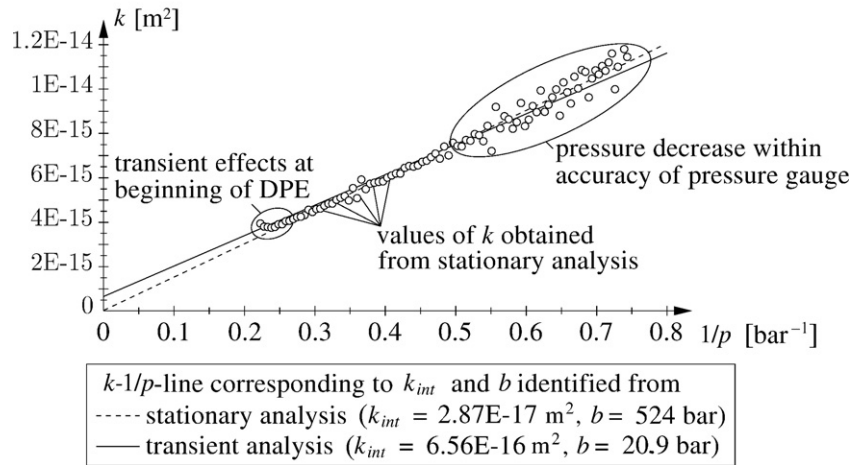 k [m²]
1.2E-14
1E-14
8E-15
6E-15
4E-15
2E-15
0
transient effects at
beginning of DPE
pressure decrease within
accuracy of pressure gauge
values of k obtained
from stationary analysis
0 0.1 0.2 0.3 0.4 0.5 0.6 0.7 0.8
1/p [bar⁻¹]
k-1/p-line corresponding to k_int and b identified from
stationary analysis (k_int = 2.87E-17 m², b = 524 bar)
transient analysis (k_int = 6.56E-16 m², b = 20.9 bar)